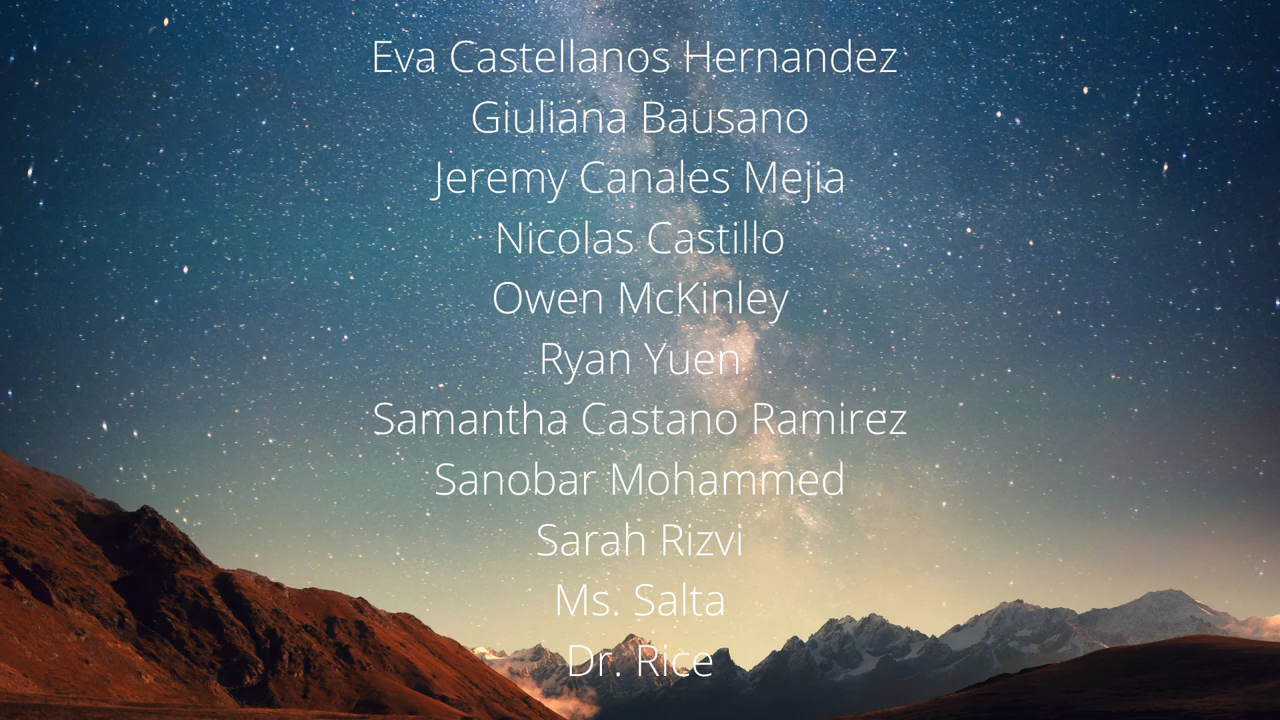 Eva Castellanos Hernandez
Giuliana Bausano
Jeremy Canales Mejia
Nicolas Castillo
Owen McKinley
Ryan Yuen
Samantha Castano Ramirez
Sanobar Mohammed
Sarah Rizvi
Ms. Salta
Dr. Rice